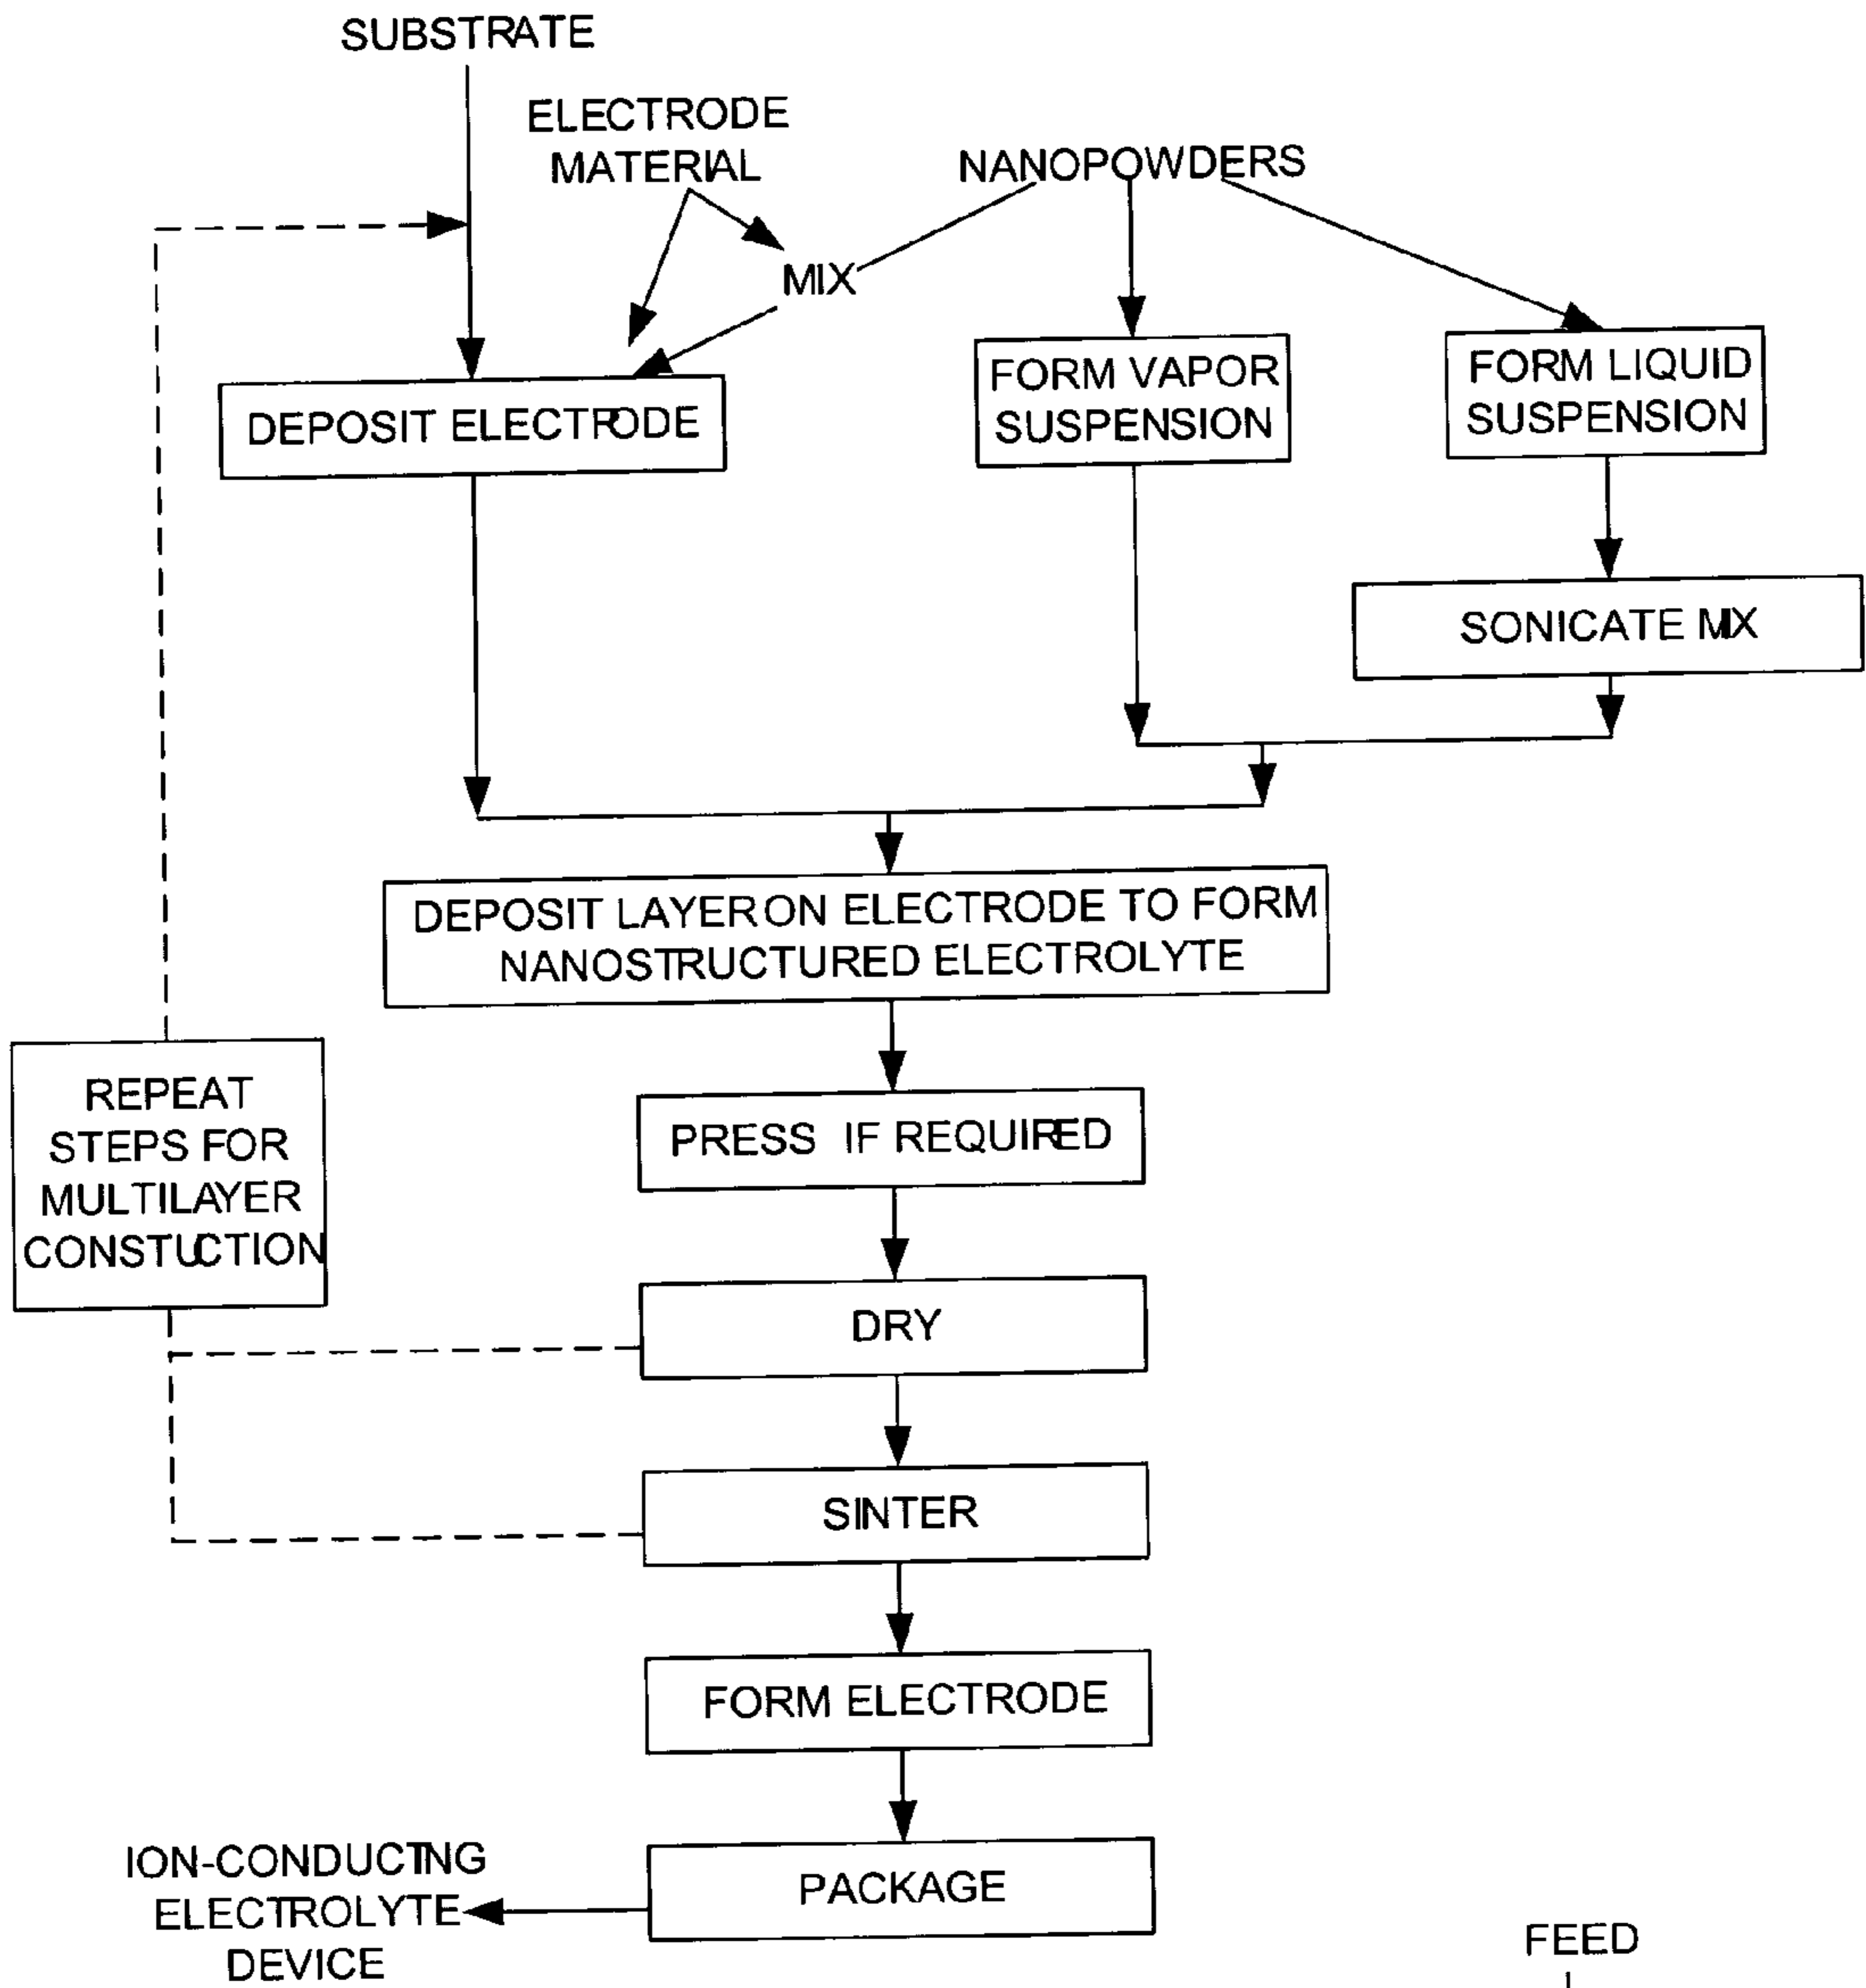 SUBSTRATE
ELECTRODE
MATERIAL
NANOPOWDERS
MIX
DEPOSIT ELECTRODE
FORM VAPOR
SUSPENSION
FORM LIQUID
SUSPENSION
SONICATE MIX
DEPOSIT LAYER ON ELECTRODE TO FORM
NANOSTRUCTURED ELECTROLYTE
REPEAT
STEPS FOR
MULTILAYER
CONSTUCTION
PRESS IF REQUIRED
DRY
SINTER
FORM ELECTRODE
PACKAGE
ION-CONDUCTING
ELECTROLYTE
DEVICE
FEED